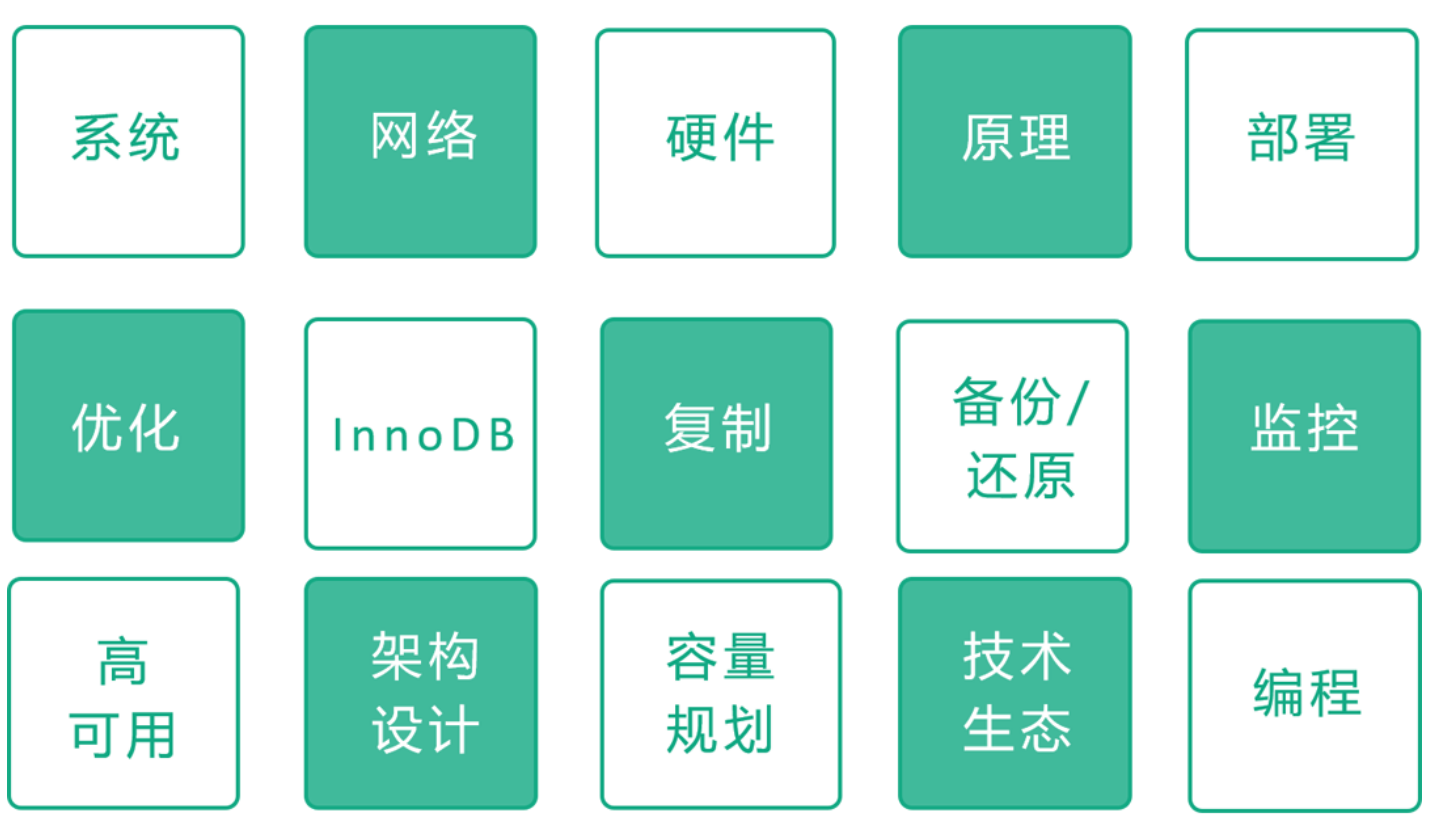 系统
网络
硬件
原理
部署
优化
InnoDB
复制
备份/
还原
监控
高
可用
架构
设计
容量
规划
技术
生态
编程